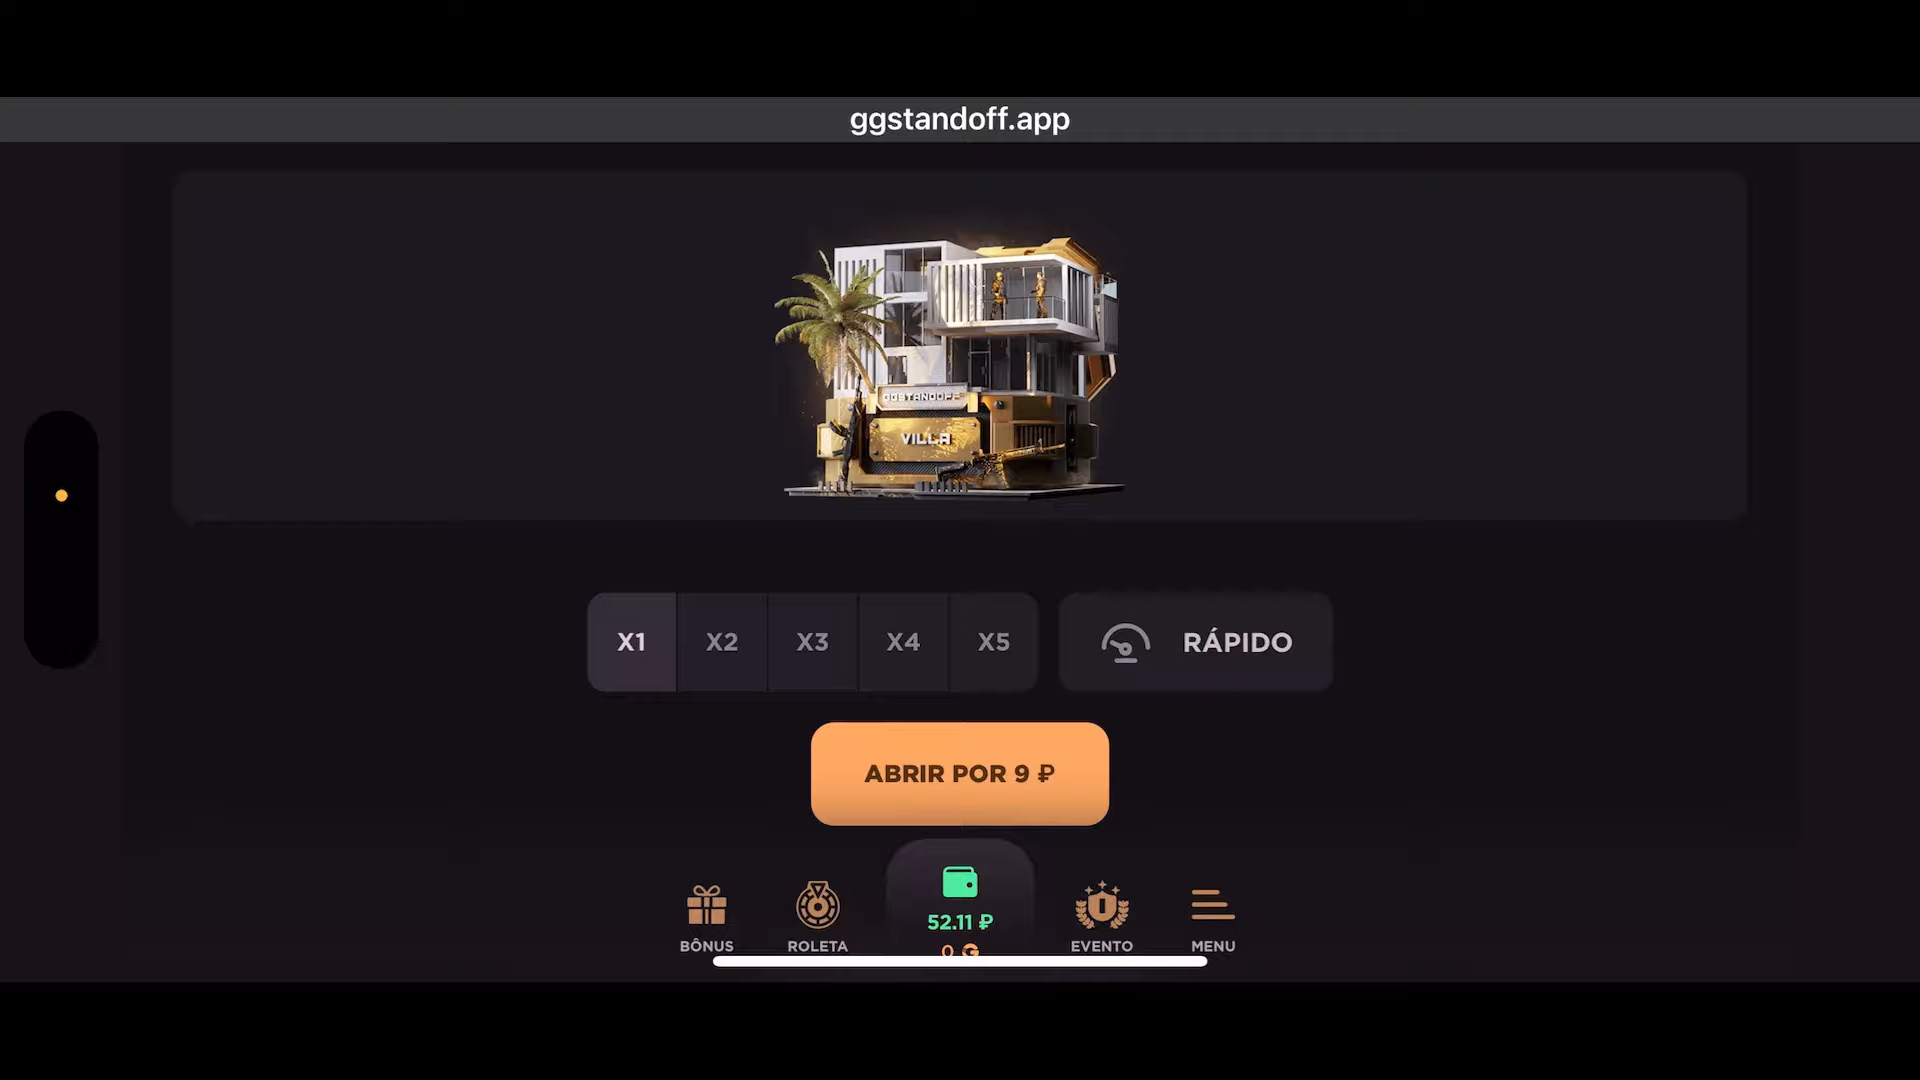 ggstandoff.app
GGSTANDOFF
VILLA
X1 X2 X3 X4 X5 RÁPIDO
ABRIR POR 9 ₽
52.11 ₽
0 G
BÔNUS ROLETA EVENTO MENU